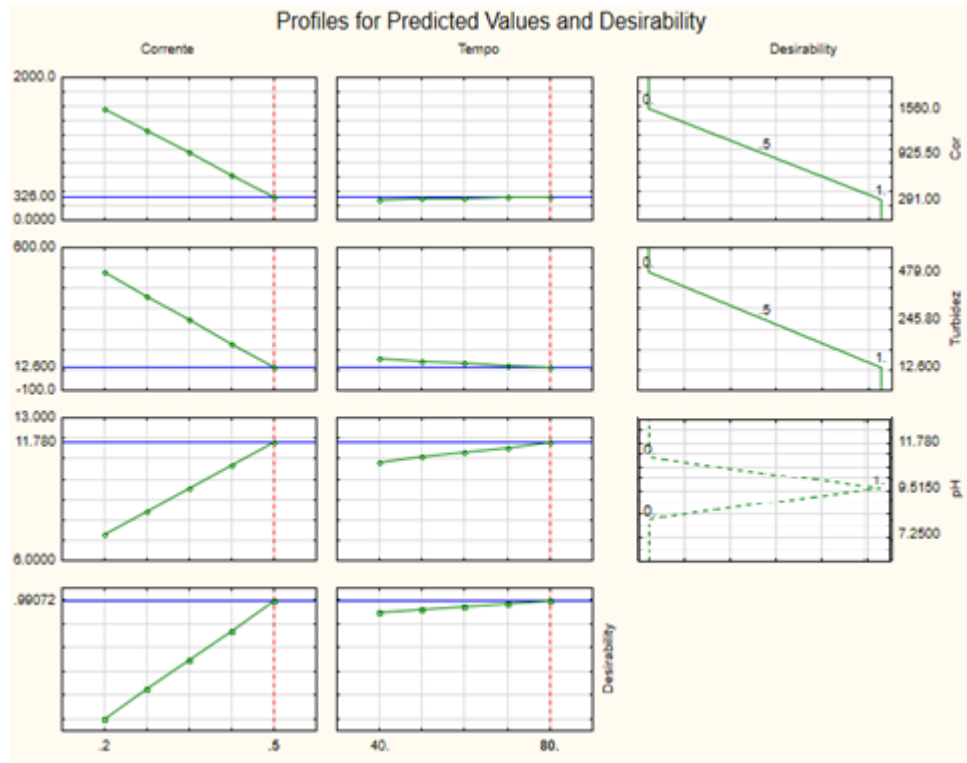 Profiles for Predicted Values and Desirability
Corrente Tempo Desirability
2000.0
326.00
0.0000
0. .5 1.
1560.0
925.50
291.00
Cor
600.00
12.600
-100.0
0. .5 1.
479.00
245.80
12.600
Turbidez
13.000
11.780
6.0000
0. 1. 0.
11.780
9.5150
7.2500
pH
.99072
Desirability
.2 .5 40. 80.